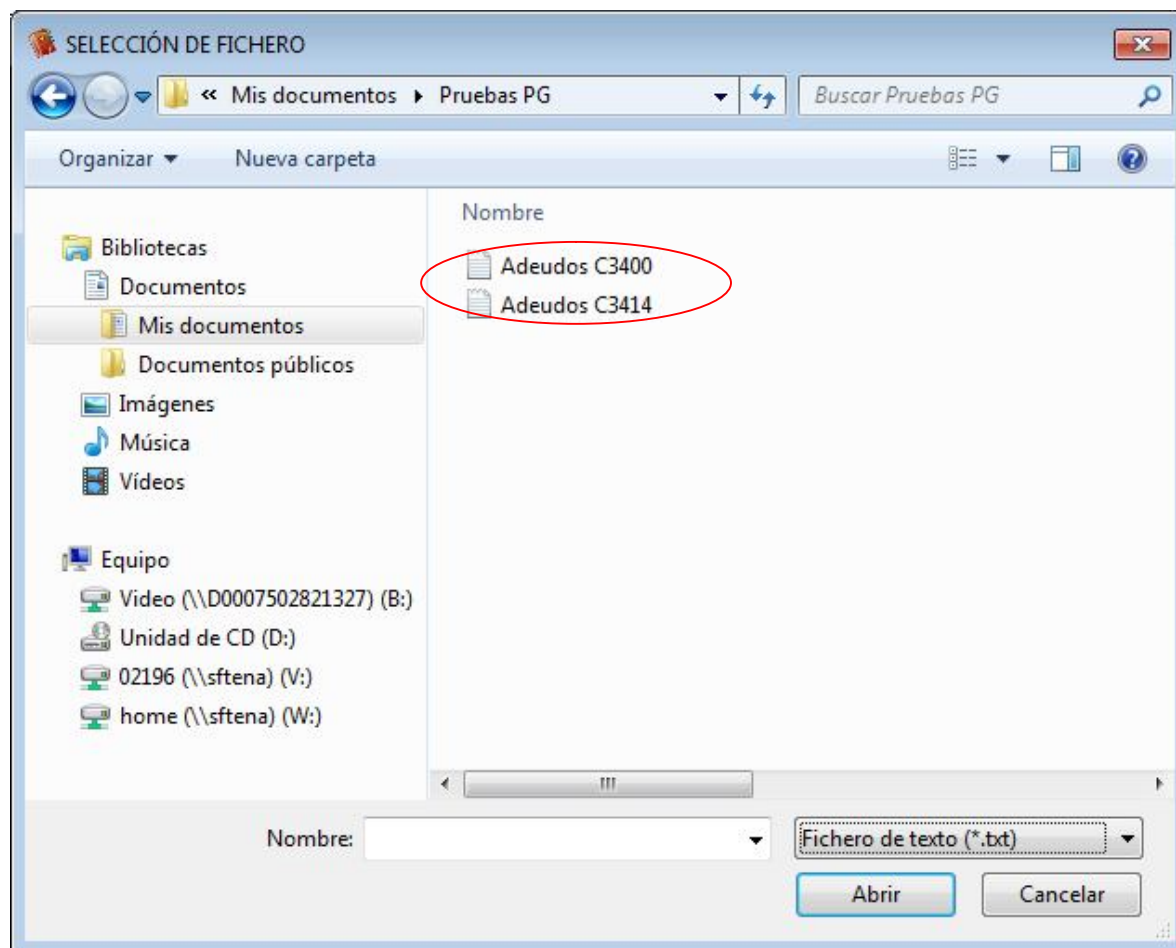 SELECCIÓN DE FICHERO
« Mis documentos Pruebas PG Buscar Pruebas PG
Organizar Nueva carpeta
Nombre
Bibliotecas
Documentos
Mis documentos
Documentos públicos
Imágenes
Música
Vídeos
Equipo
Video (\\D0007502821327) (B:)
Unidad de CD (D:)
02196 (\\sftena) (V:)
home (\\sftena) (W:)
Adeudos C3400
Adeudos C3414
Nombre: Fichero de texto (*.txt)
Abrir Cancelar